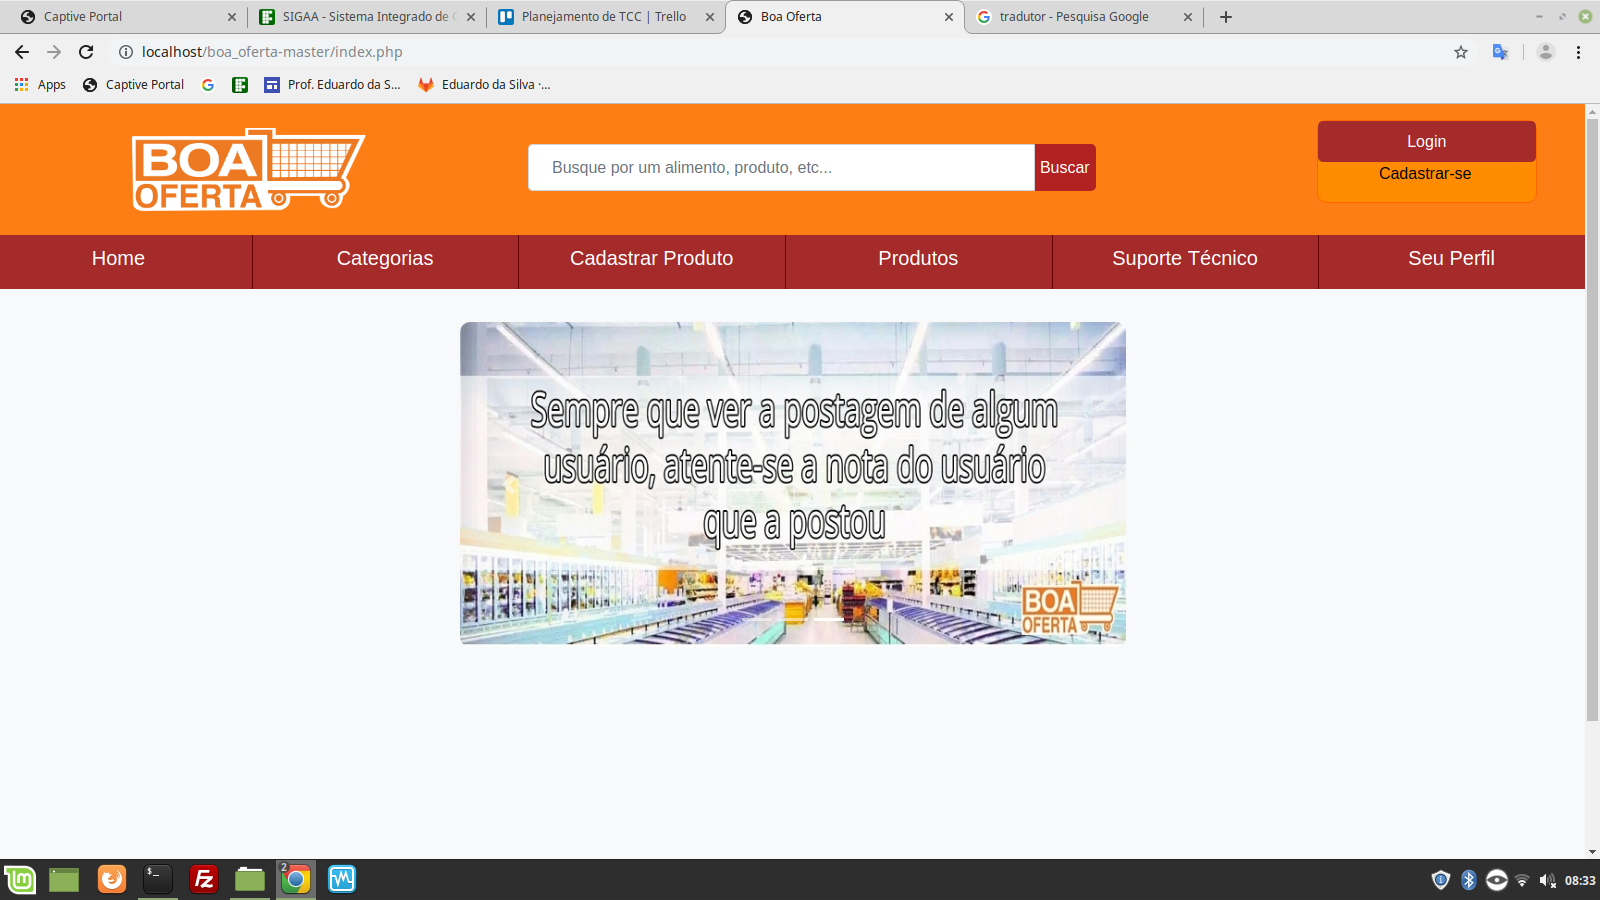 Captive Portal
SIGAA - Sistema Integrado de G
Planejamento de TCC | Trello
Boa Oferta
tradutor - Pesquisa Google
localhost/boa_oferta-master/index.php
Apps
Captive Portal
Prof. Eduardo da S...
Eduardo da Silva ·...
BOA
OFERTA
Busque por um alimento, produto, etc...
Buscar
Login
Cadastrar-se
Home
Categorias
Cadastrar Produto
Produtos
Suporte Técnico
Seu Perfil
Sempre que ver a postagem de algum
usuário, atente-se a nota do usuário
que a postou
BOA
OFERTA
2
08:33